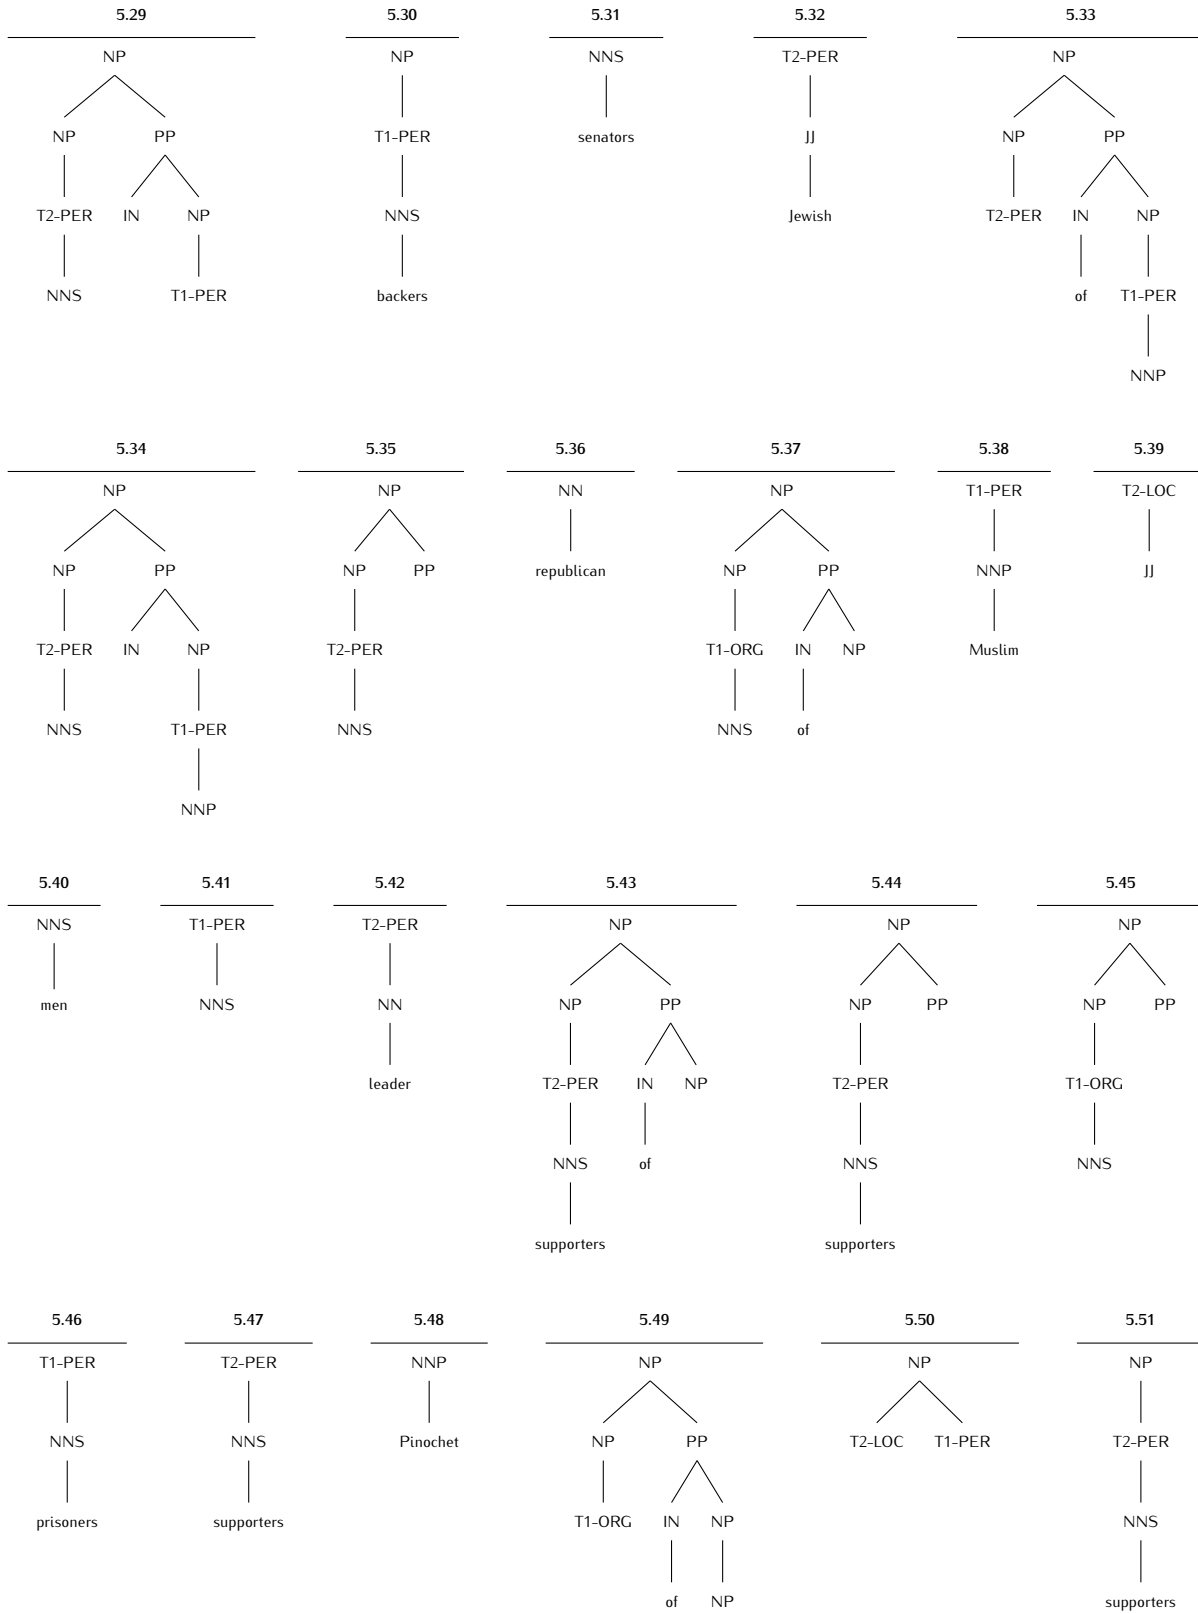 5.29 5.30 5.31 5.32 5.33
NP NP NNS T2-PER NP
NP PP T1-PER senators JJ NP PP
T2-PER IN NP NNS Jewish T2-PER IN NP
NNS T1-PER backers of T1-PER
NNP
5.34 5.35 5.36 5.37 5.38 5.39
NP NP NN NP T1-PER T2-LOC
NP PP NP PP republican NP PP NNP JJ
T2-PER IN NP T2-PER T1-ORG IN NP Muslim
NNS T1-PER NNS NNS of
NNP
5.40 5.41 5.42 5.43 5.44 5.45
NNS T1-PER T2-PER NP NP NP
men NNS NN NP PP NP PP NP PP
leader T2-PER IN NP T2-PER T1-ORG
NNS of NNS NNS
supporters supporters
5.46 5.47 5.48 5.49 5.50 5.51
T1-PER T2-PER NNP NP NP NP
NNS NNS Pinochet NP PP T2-LOC T1-PER T2-PER
prisoners supporters T1-ORG IN NP NNS
of NP supporters